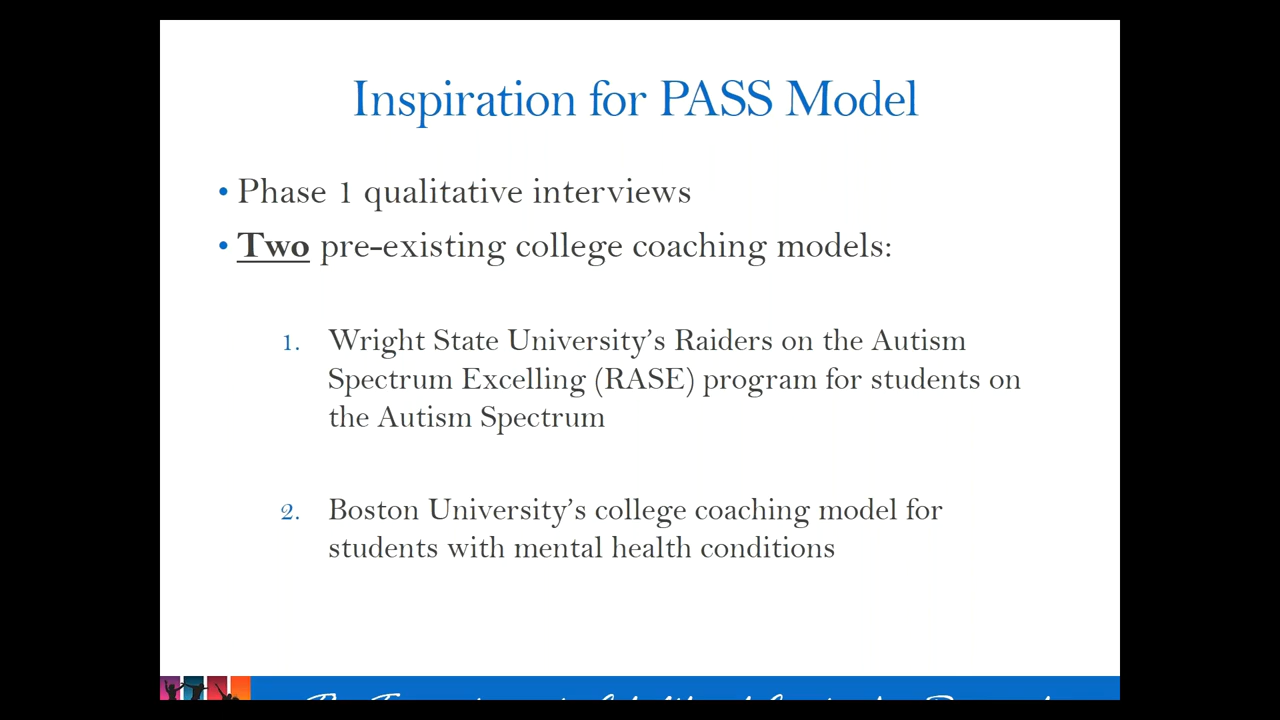 Inspiration for PASS Model
• Phase 1 qualitative interviews
• Two pre-existing college coaching models:
1. Wright State University’s Raiders on the Autism
Spectrum Excelling (RASE) program for students on
the Autism Spectrum
2. Boston University’s college coaching model for
students with mental health conditions